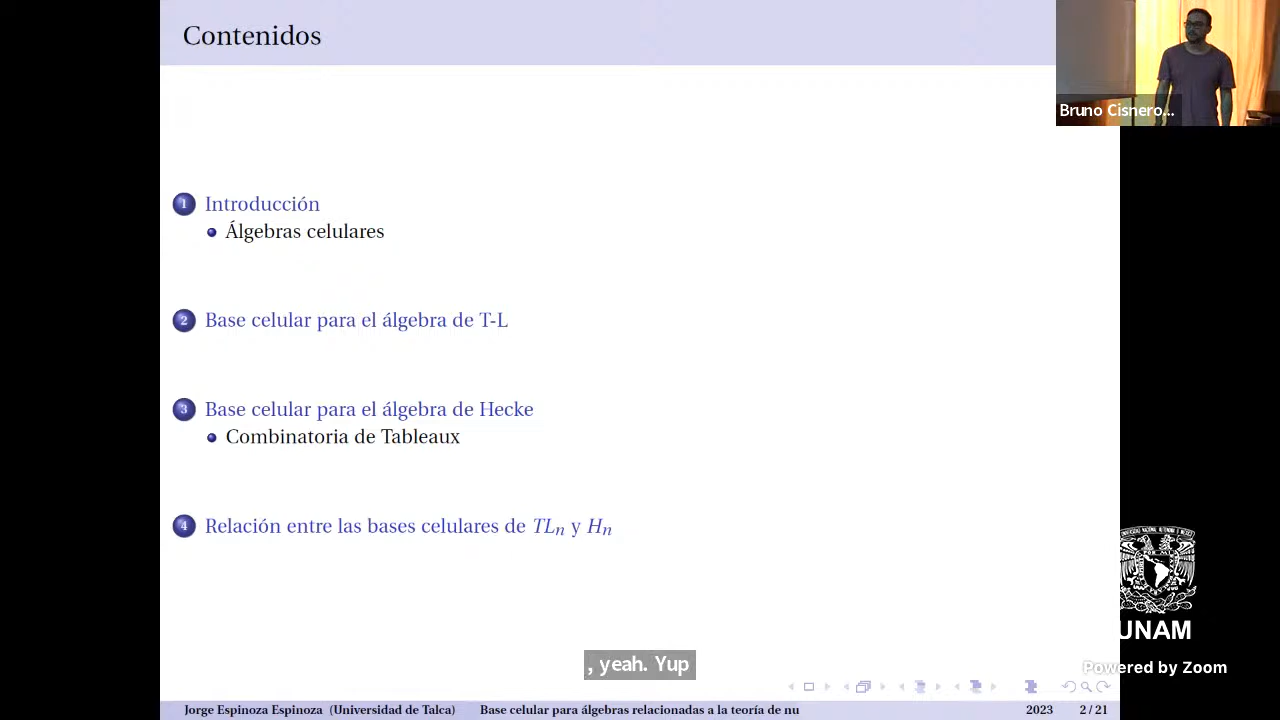 Contenidos
Bruno Cisnero...
1 Introducción
Álgebras celulares
2 Base celular para el álgebra de T-L
3 Base celular para el álgebra de Hecke
Combinatoria de Tableaux
4 Relación entre las bases celulares de TLn y Hn
UNAM
, yeah. Yup
Powered by Zoom
Jorge Espinoza Espinoza (Universidad de Talca) Base celular para álgebras relacionadas a la teoría de nu 2023 2 / 21